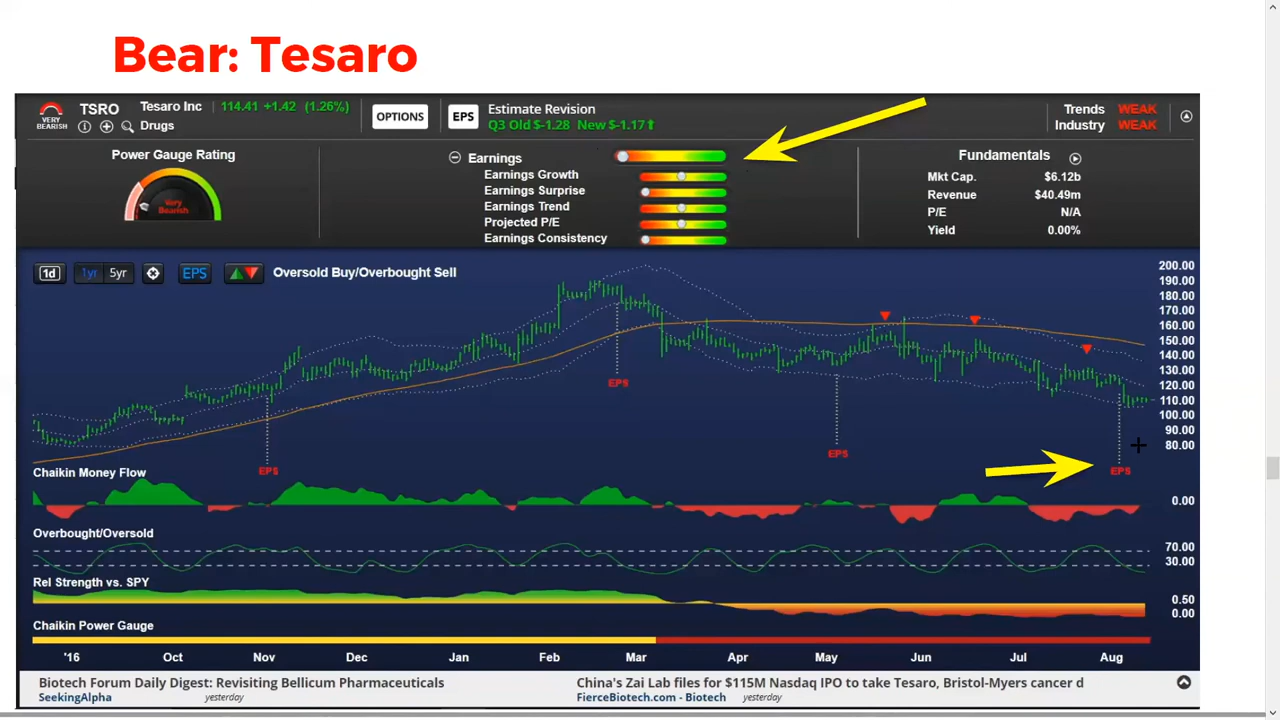 Bear: Tesaro
VERY BEARISH
TSRO
Tesaro Inc 114.41 +1.42 (1.26%)
Drugs
OPTIONS
EPS
Estimate Revision
Q3 Old $-1.28 New $-1.17
Trends WEAK
Industry WEAK
Power Gauge Rating
Very Bearish
Earnings
Earnings Growth
Earnings Surprise
Earnings Trend
Projected P/E
Earnings Consistency
Fundamentals
Mkt Cap. $6.12b
Revenue $40.49m
P/E N/A
Yield 0.00%
1d 1yr 5yr EPS Oversold Buy/Overbought Sell
200.00
190.00
180.00
170.00
160.00
150.00
140.00
130.00
120.00
110.00
100.00
90.00
80.00
EPS
EPS
EPS
EPS
Chaikin Money Flow
0.00
Overbought/Oversold
70.00
30.00
Rel Strength vs. SPY
0.50
0.00
Chaikin Power Gauge
'16 Oct Nov Dec Jan Feb Mar Apr May Jun Jul Aug
Biotech Forum Daily Digest: Revisiting Bellicum Pharmaceuticals
SeekingAlpha yesterday
China's Zai Lab files for $115M Nasdaq IPO to take Tesaro, Bristol-Myers cancer d
FierceBiotech.com - Biotech yesterday